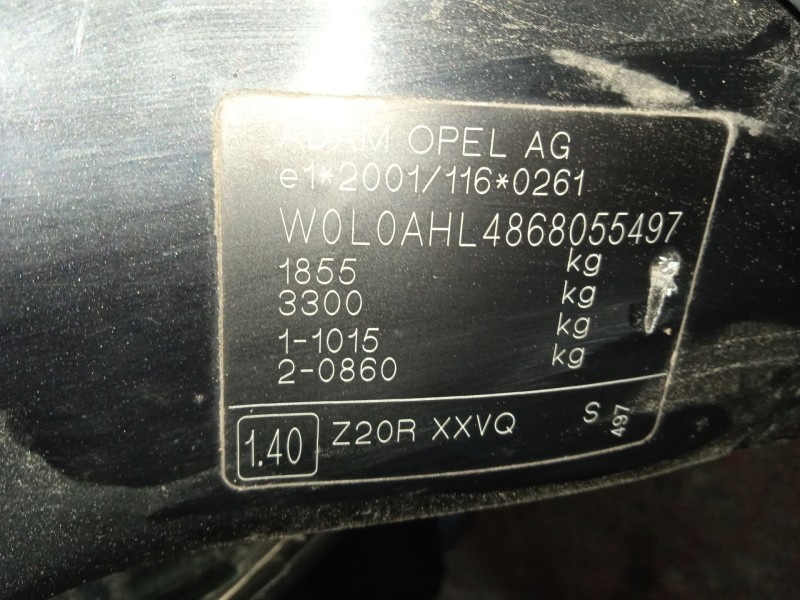 ADAM OPEL AG
e1*2001/116*0261
W0L0AHL4868055497
1855 kg
3300 kg
1-1015 kg
2-0860 kg
1.40 Z20R XXVQ S 497